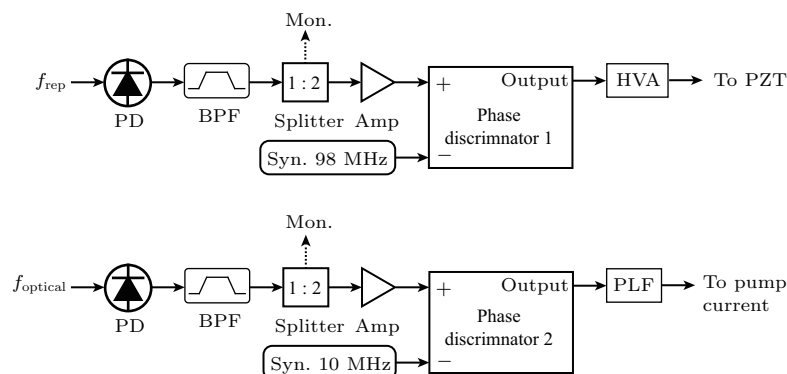 Mon.
f_rep
PD
BPF
1 : 2
Splitter
Amp
+
Output
Phase
discrimnator 1
−
Syn. 98 MHz
HVA
To PZT
Mon.
f_optical
PD
BPF
1 : 2
Splitter
Amp
+
Output
Phase
discrimnator 2
−
Syn. 10 MHz
PLF
To pump
current